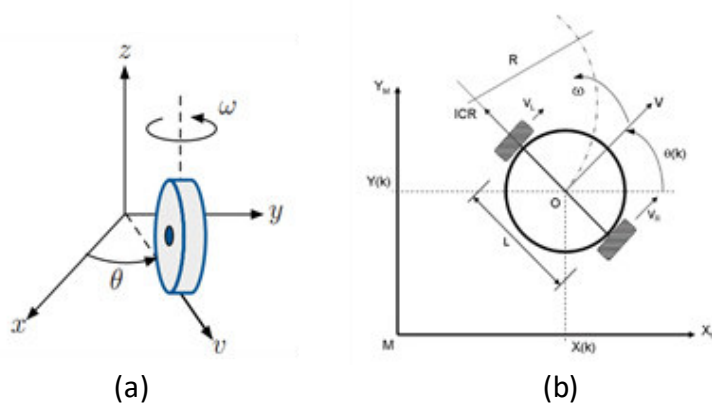 z
ω
y
θ
x
v
(a)
R
Y_M
ω
V_L
V
ICR
θ(k)
Y(k)
O
V_R
L
M
X(k)
(b)